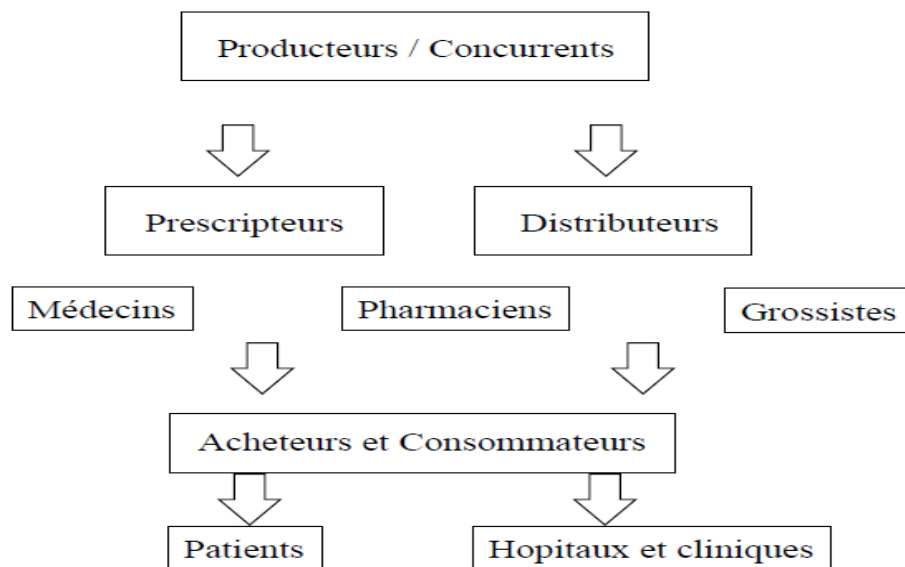 Producteurs / Concurrents
Prescripteurs
Distributeurs
Médecins
Pharmaciens
Grossistes
Acheteurs et Consommateurs
Patients
Hopitaux et cliniques